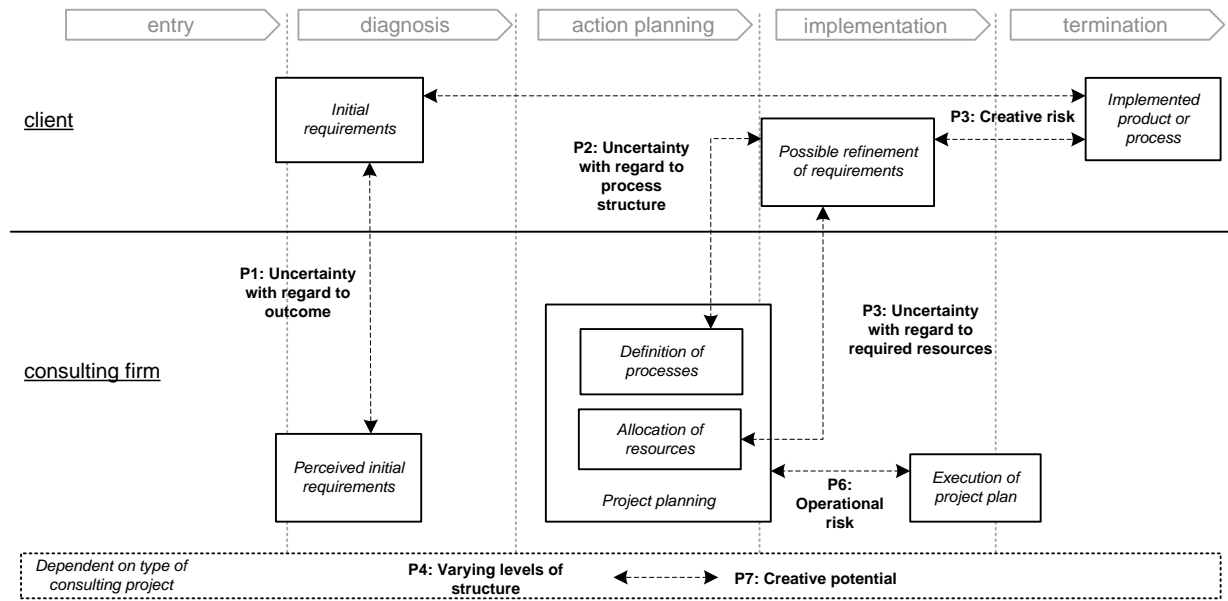 entry
diagnosis
action planning
implementation
termination
client
Initial
requirements
P2: Uncertainty
with regard to
process
structure
Possible refinement
of requirements
P3: Creative risk
Implemented
product or
process
P1: Uncertainty
with regard to
outcome
consulting firm
Perceived initial
requirements
Definition of
processes
Allocation of
resources
Project planning
P3: Uncertainty
with regard to
required resources
P6:
Operational
risk
Execution of
project plan
Dependent on type of
consulting project
P4: Varying levels of
structure
P7: Creative potential